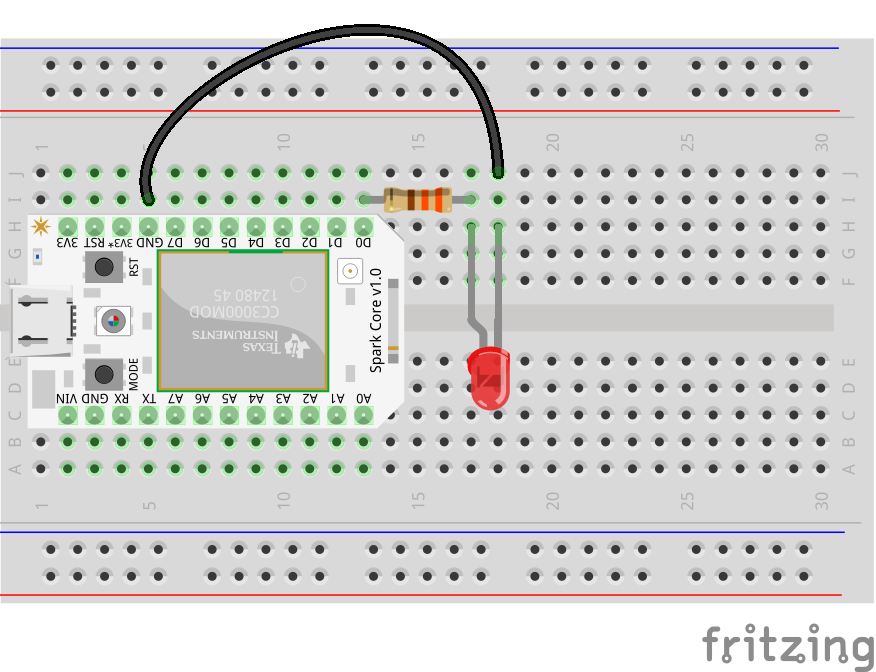 1 5 10 15 20 25 30
J J
I I
H H
G G
F F
3V3 RST 3V3* GND D7 D6 D5 D4 D3 D2 D1 D0
RST
CC3000MOD
12480 45
TEXAS
INSTRUMENTS
Spark Core v1.0
MODE
VIN GND RX TX A7 A6 A5 A4 A3 A2 A1 A0
E E
D D
C C
B B
A A
1 5 10 15 20 25 30
fritzing